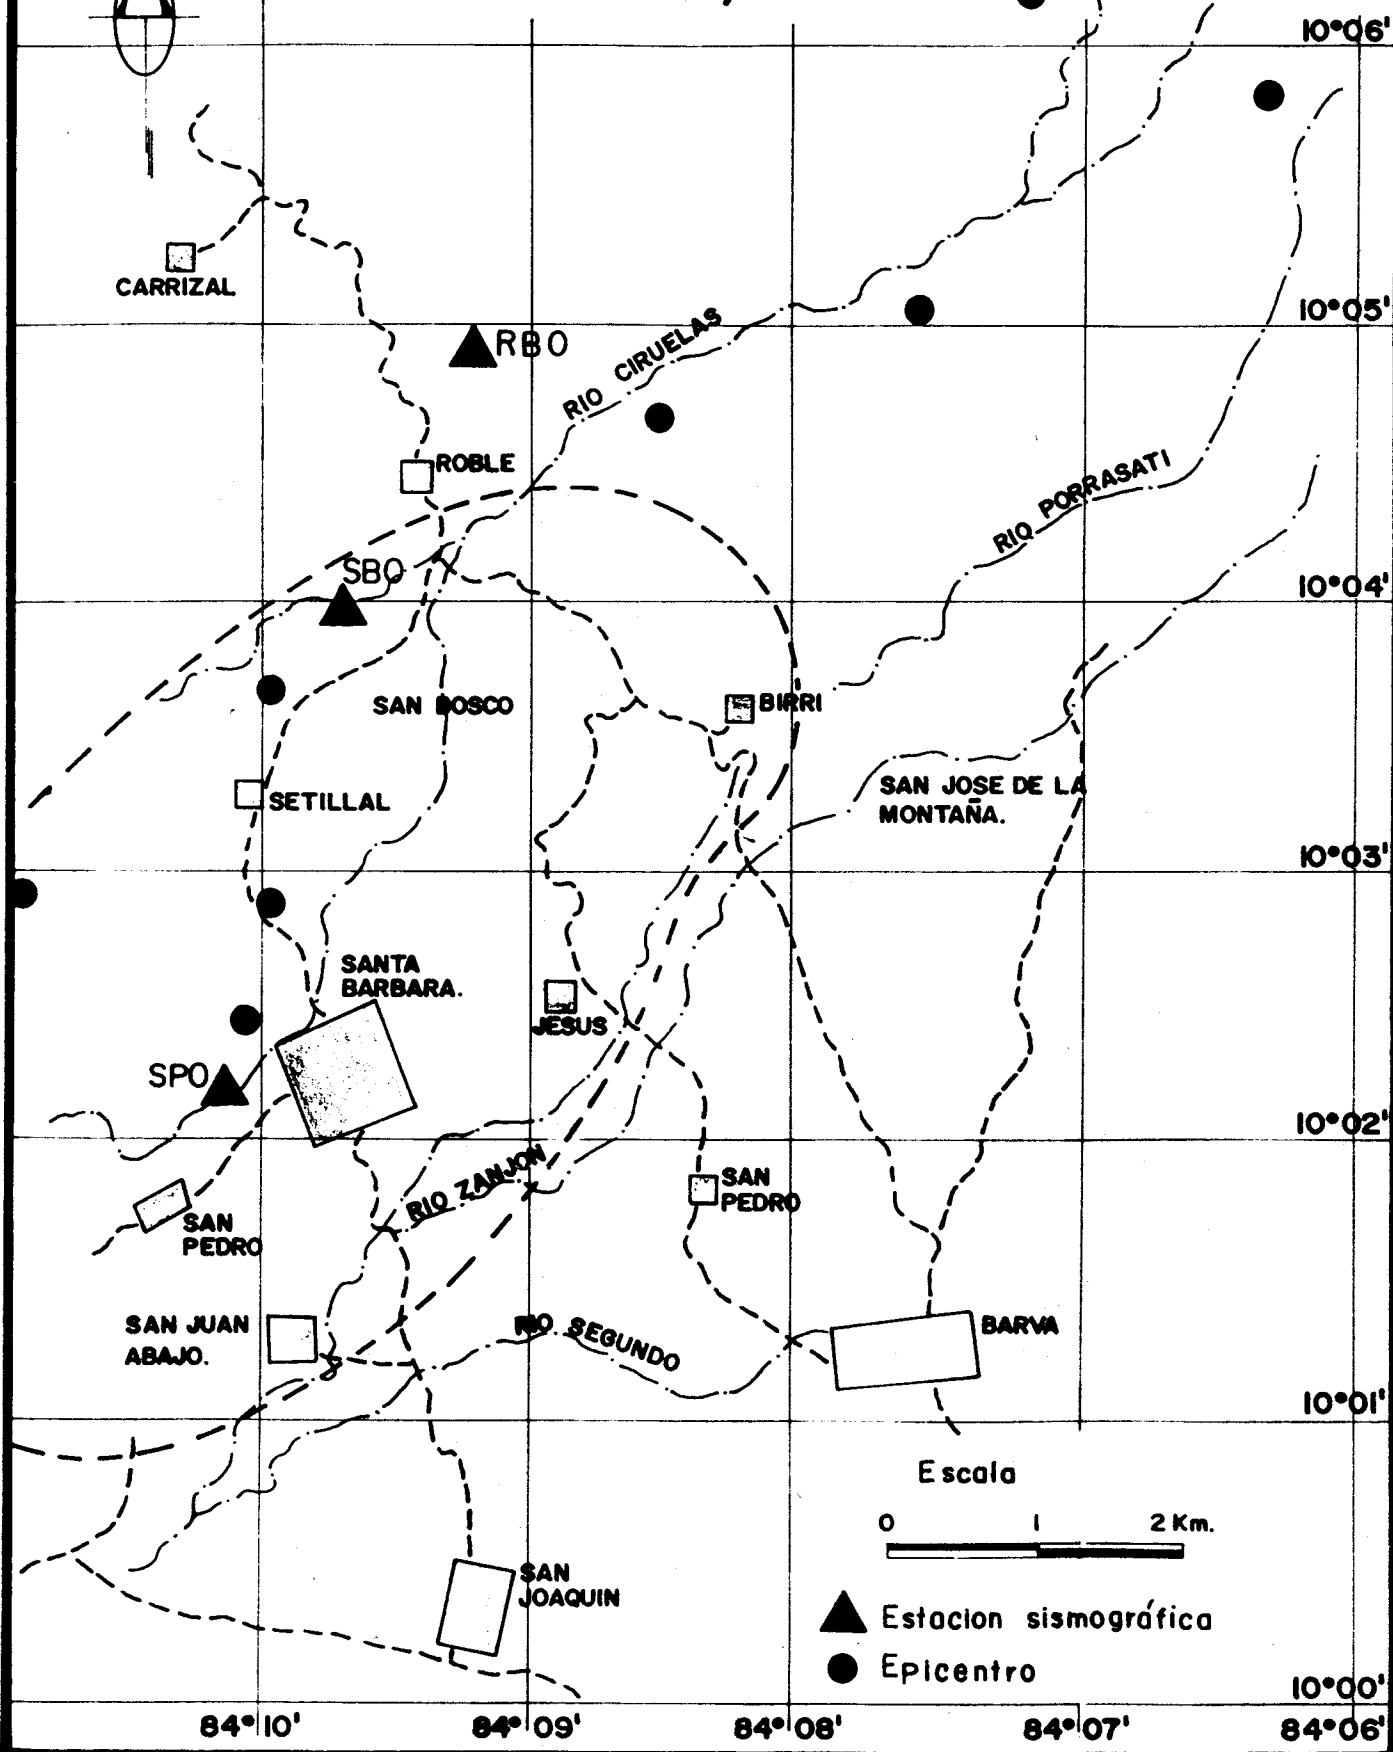 10°06'
CARRIZAL
10°05'
RBO
RIO CIRUELAS
ROBLE
RIO PORRASATI
SBO
10°04'
SAN BOSCO
BIRRI
SETILLAL
SAN JOSE DE LA
MONTAÑA.
10°03'
SANTA
BARBARA.
JESUS
SPO
10°02'
RIO ZANJON
SAN
PEDRO
SAN
PEDRO
SAN JUAN
ABAJO.
RIO SEGUNDO
BARVA
10°01'
Escala
0 1 2 Km.
SAN
JOAQUIN
Estacion sismográfica
Epicentro
10°00'
84°10' 84°09' 84°08' 84°07' 84°06'